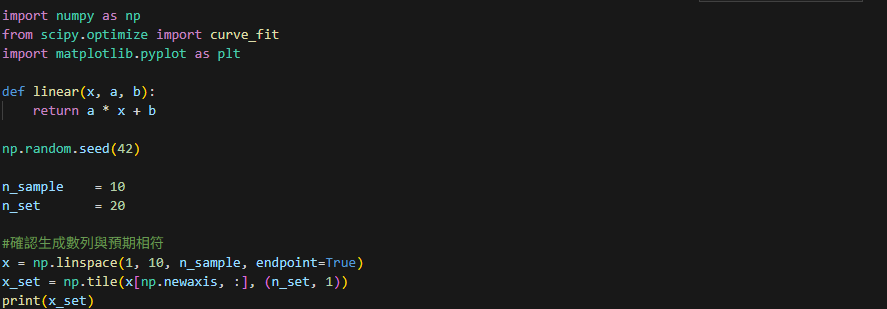 import numpy as np
from scipy.optimize import curve_fit
import matplotlib.pyplot as plt

def linear(x, a, b):
    return a * x + b

np.random.seed(42)

n_sample    = 10
n_set       = 20

#確認生成數列與預期相符
x = np.linspace(1, 10, n_sample, endpoint=True)
x_set = np.tile(x[np.newaxis, :], (n_set, 1))
print(x_set)